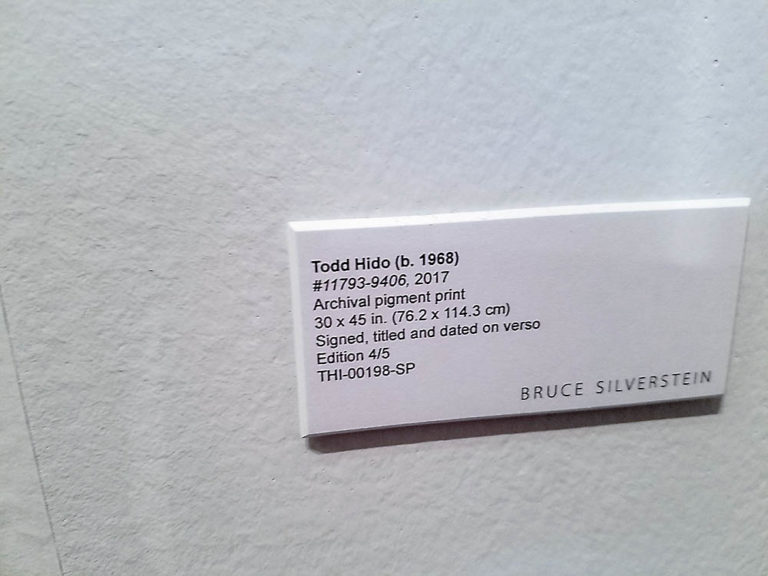 Todd Hido (b. 1968)
#11793-9406, 2017
Archival pigment print
30 x 45 in. (76.2 x 114.3 cm)
Signed, titled and dated on verso
Edition 4/5
THI-00198-SP
BRUCE SILVERSTEIN